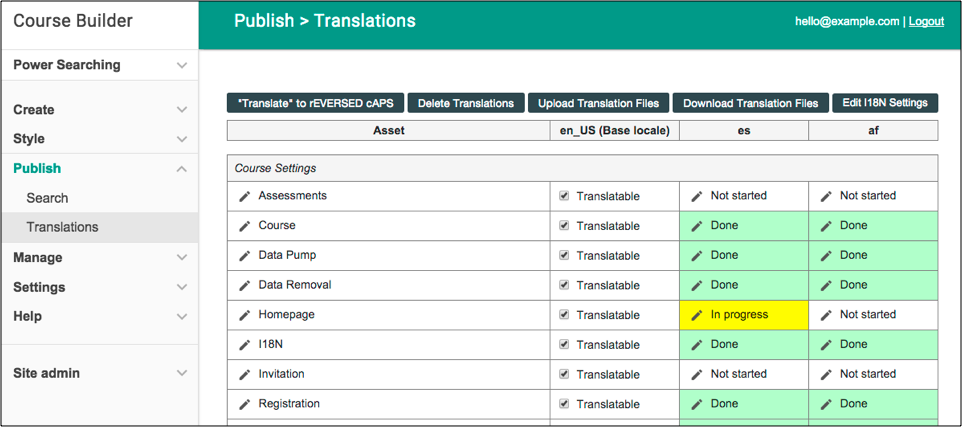 Course Builder
Publish > Translations
hello@example.com | Logout
Power Searching
Create
Style
Publish
Search
Translations
Manage
Settings
Help
Site admin
"Translate" to rEVERSED cAPS
Delete Translations
Upload Translation Files
Download Translation Files
Edit I18N Settings
Asset en_US (Base locale) es af
Course Settings
Assessments Translatable Not started Not started
Course Translatable Done Done
Data Pump Translatable Done Done
Data Removal Translatable Done Done
Homepage Translatable In progress Not started
I18N Translatable Done Done
Invitation Translatable Not started Not started
Registration Translatable Done Done